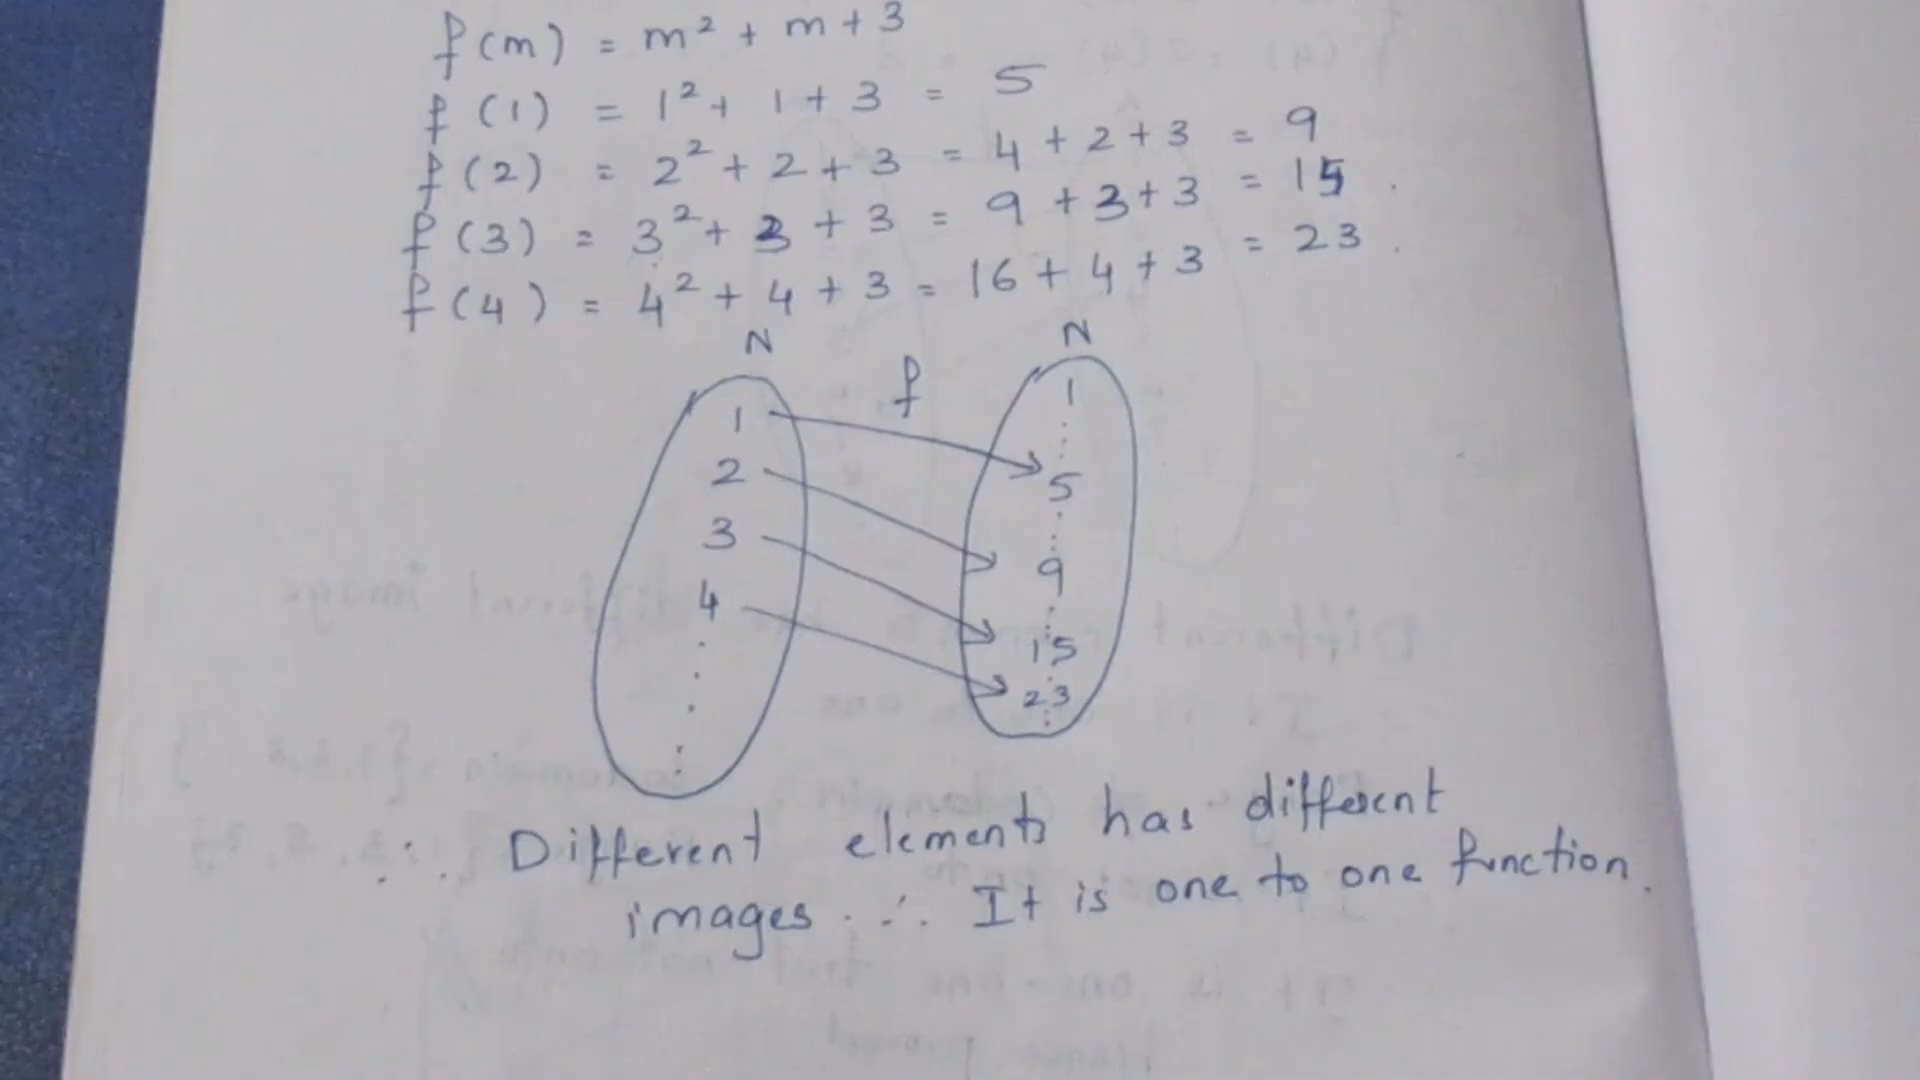 f(m) = m² + m + 3
f(1) = 1² + 1 + 3 = 5
f(2) = 2² + 2 + 3 = 4 + 2 + 3 = 9
f(3) = 3² + 3 + 3 = 9 + 3 + 3 = 15
f(4) = 4² + 4 + 3 = 16 + 4 + 3 = 23
N f N
1 1
2 5
3 9
4 15
23
∴ Different elements has different
images. ∴ It is one to one function.